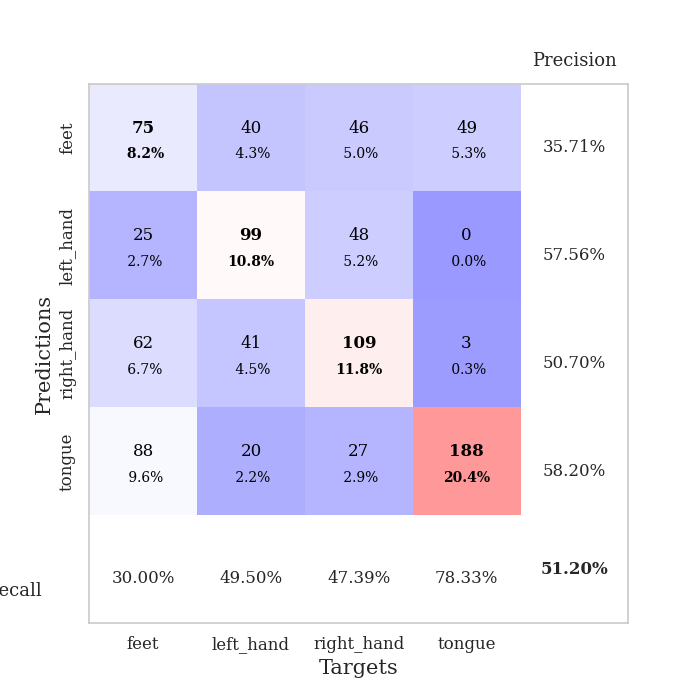 Precision
feet
75 40 46 49 35.71%
8.2% 4.3% 5.0% 5.3%
left_hand
25 99 48 0 57.56%
2.7% 10.8% 5.2% 0.0%
Predictions
right_hand
62 41 109 3 50.70%
6.7% 4.5% 11.8% 0.3%
tongue
88 20 27 188 58.20%
9.6% 2.2% 2.9% 20.4%
ecall 30.00% 49.50% 47.39% 78.33% 51.20%
feet left_hand right_hand tongue
Targets